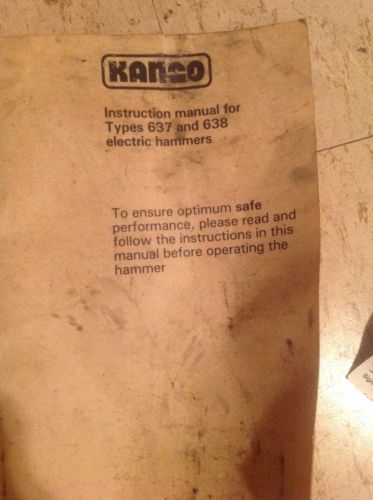 KANGO
Instruction manual for
Types 637 and 638
electric hammers
To ensure optimum safe
performance, please read and
follow the instructions in this
manual before operating the
hammer